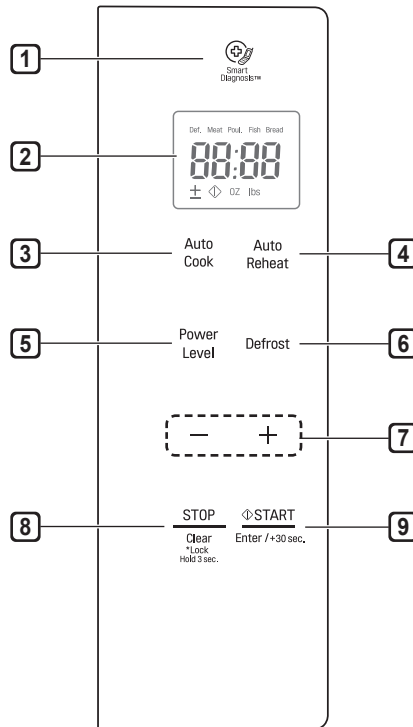 1
Smart
Diagnosis™
Def. Meat Poul. Fish Bread
2
88:88
± OZ lbs
3
Auto
Cook
Auto
Reheat
4
5
Power
Level
Defrost
6
− +
7
8
STOP
Clear
*Lock
Hold 3 sec.
START
Enter /+30 sec.
9